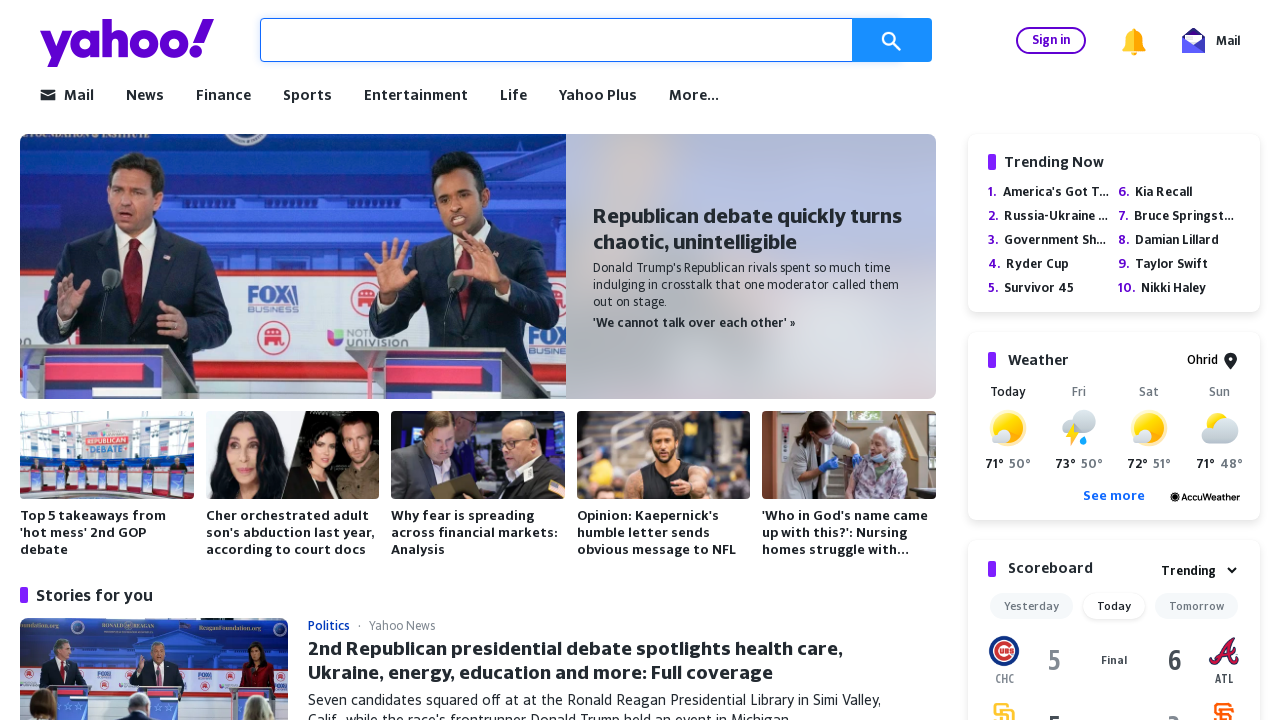 yahoo!
Sign in
Mail
Mail
News
Finance
Sports
Entertainment
Life
Yahoo Plus
More...
FOUNDATION & INSTITUTE
FOX
BUSINESS
UNIVISION
Republican debate quickly turns
chaotic, unintelligible
Donald Trump's Republican rivals spent so much time
indulging in crosstalk that one moderator called them
out on stage.
'We cannot talk over each other' »
REPUBLICAN
DEBATE
Top 5 takeaways from
'hot mess' 2nd GOP
debate
Cher orchestrated adult
son's abduction last year,
according to court docs
Why fear is spreading
across financial markets:
Analysis
Opinion: Kaepernick's
humble letter sends
obvious message to NFL
'Who in God's name came
up with this?': Nursing
homes struggle with...
Stories for you
Politics · Yahoo News
2nd Republican presidential debate spotlights health care,
Ukraine, energy, education and more: Full coverage
Seven candidates squared off at at the Ronald Reagan Presidential Library in Simi Valley,
Calif., while the race's frontrunner Donald Trump held an event in Michigan.
Trending Now
1. America's Got T...
2. Russia-Ukraine ...
3. Government Sh...
4. Ryder Cup
5. Survivor 45
6. Kia Recall
7. Bruce Springst...
8. Damian Lillard
9. Taylor Swift
10. Nikki Haley
Weather
Ohrid
Today Fri Sat Sun
71° 50° 73° 50° 72° 51° 71° 48°
See more
AccuWeather
Scoreboard
Trending
Yesterday Today Tomorrow
CHC 5 Final 6 ATL